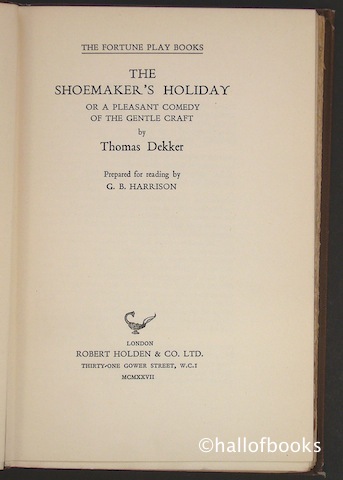 THE FORTUNE PLAY BOOKS
THE
SHOEMAKER'S HOLIDAY
OR A PLEASANT COMEDY
OF THE GENTLE CRAFT
by
Thomas Dekker
Prepared for reading by
G. B. HARRISON
LONDON
ROBERT HOLDEN & CO. LTD.
THIRTY-ONE GOWER STREET, W.C.1
MCMXXVII
©hallofbooks